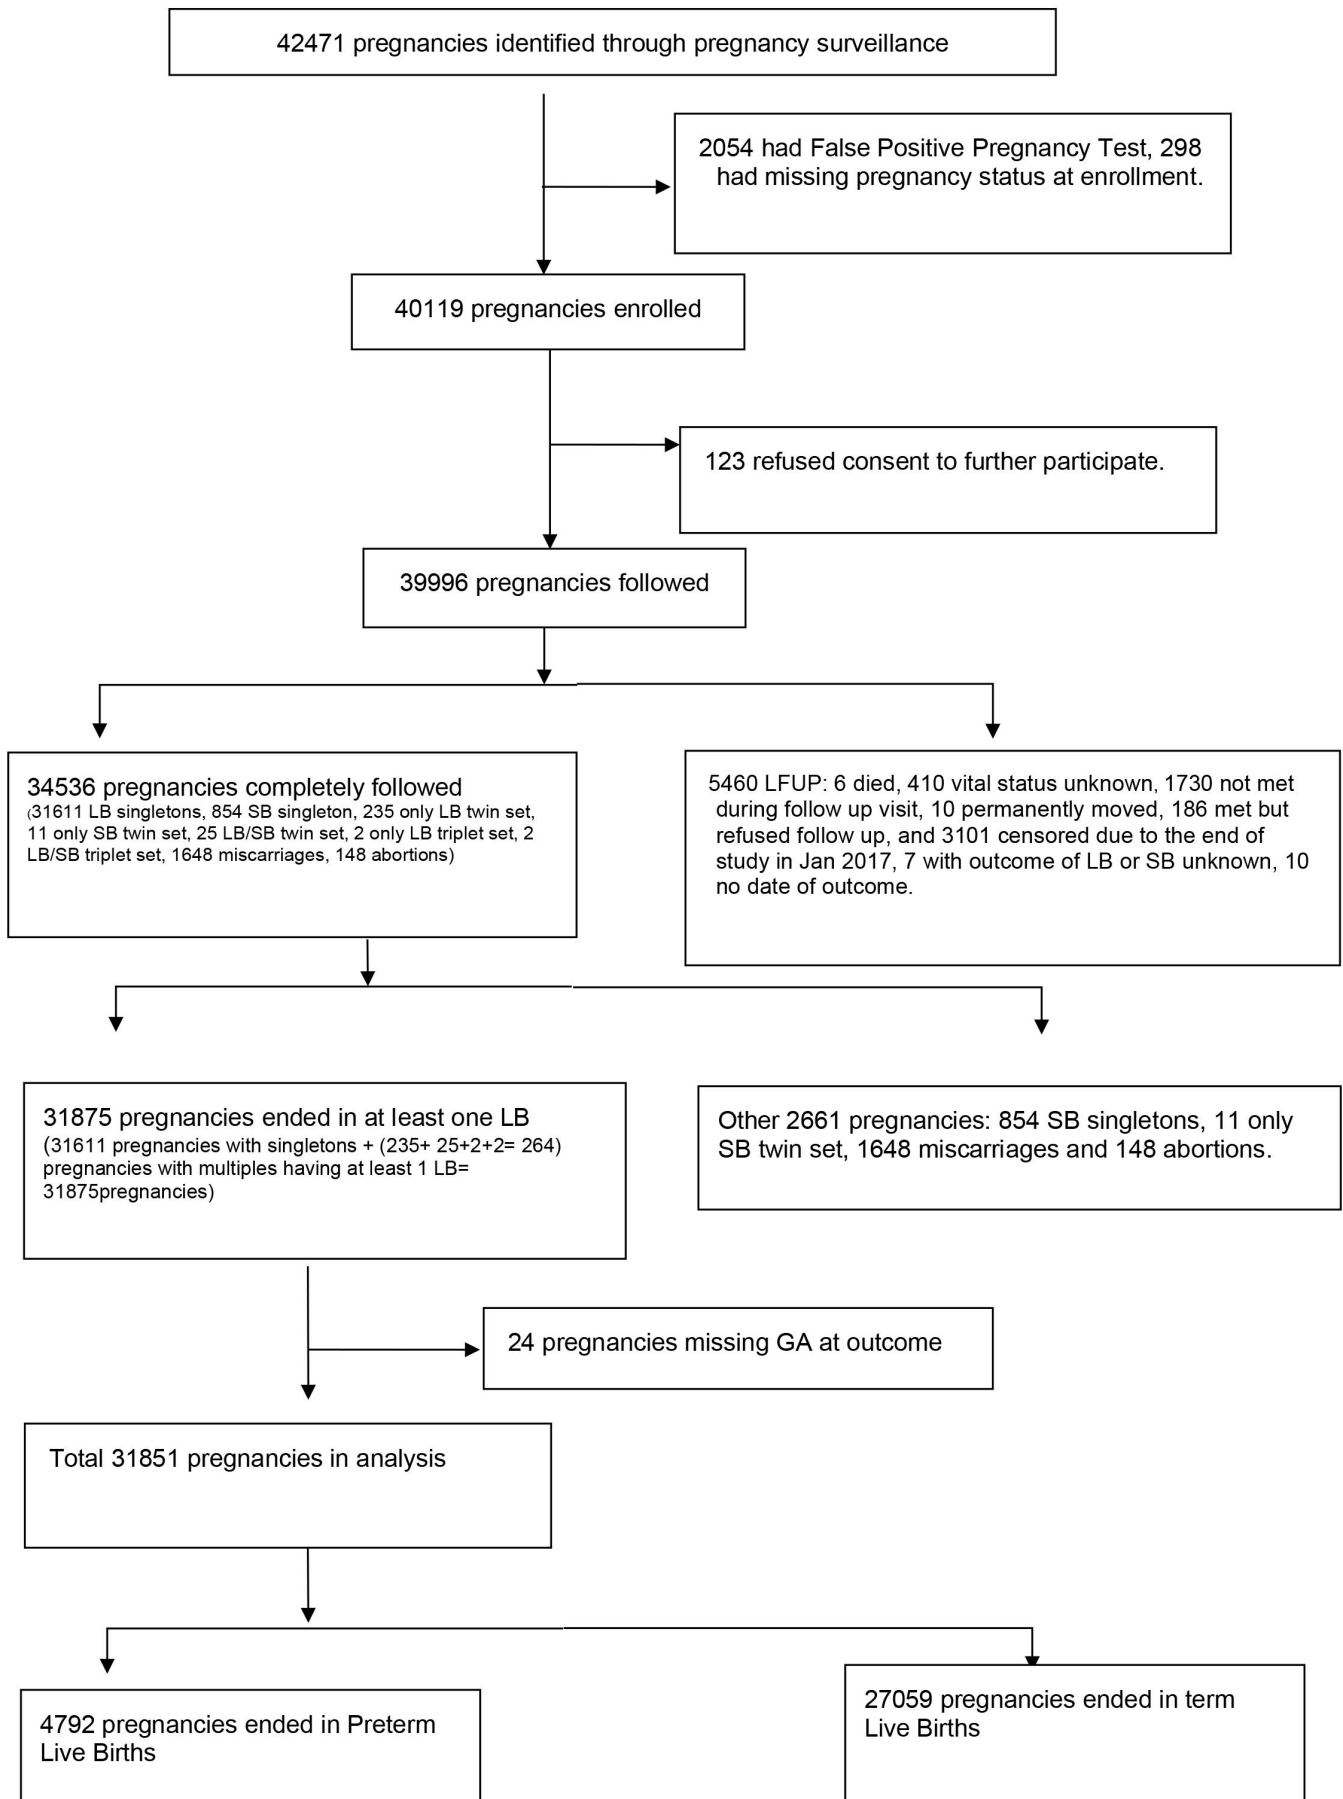 42471 pregnancies identified through pregnancy surveillance
2054 had False Positive Pregnancy Test, 298
had missing pregnancy status at enrollment.
40119 pregnancies enrolled
123 refused consent to further participate.
39996 pregnancies followed
34536 pregnancies completely followed
(31611 LB singletons, 854 SB singleton, 235 only LB twin set,
11 only SB twin set, 25 LB/SB twin set, 2 only LB triplet set, 2
LB/SB triplet set, 1648 miscarriages, 148 abortions)
5460 LFUP: 6 died, 410 vital status unknown, 1730 not met
during follow up visit, 10 permanently moved, 186 met but
refused follow up, and 3101 censored due to the end of
study in Jan 2017, 7 with outcome of LB or SB unknown, 10
no date of outcome.
31875 pregnancies ended in at least one LB
(31611 pregnancies with singletons + (235+ 25+2+2= 264)
pregnancies with multiples having at least 1 LB=
31875pregnancies)
Other 2661 pregnancies: 854 SB singletons, 11 only
SB twin set, 1648 miscarriages and 148 abortions.
24 pregnancies missing GA at outcome
Total 31851 pregnancies in analysis
4792 pregnancies ended in Preterm
Live Births
27059 pregnancies ended in term
Live Births